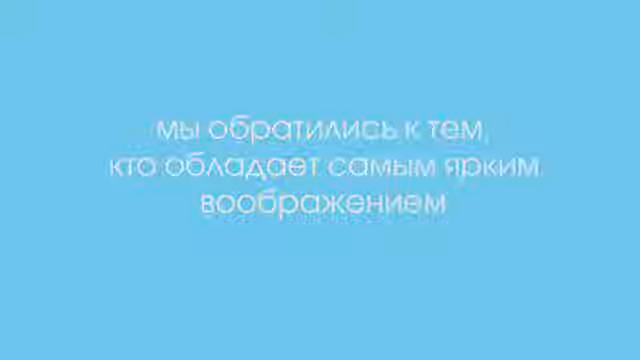 мы обратились к тем,
кто обладает самым ярким
воображением